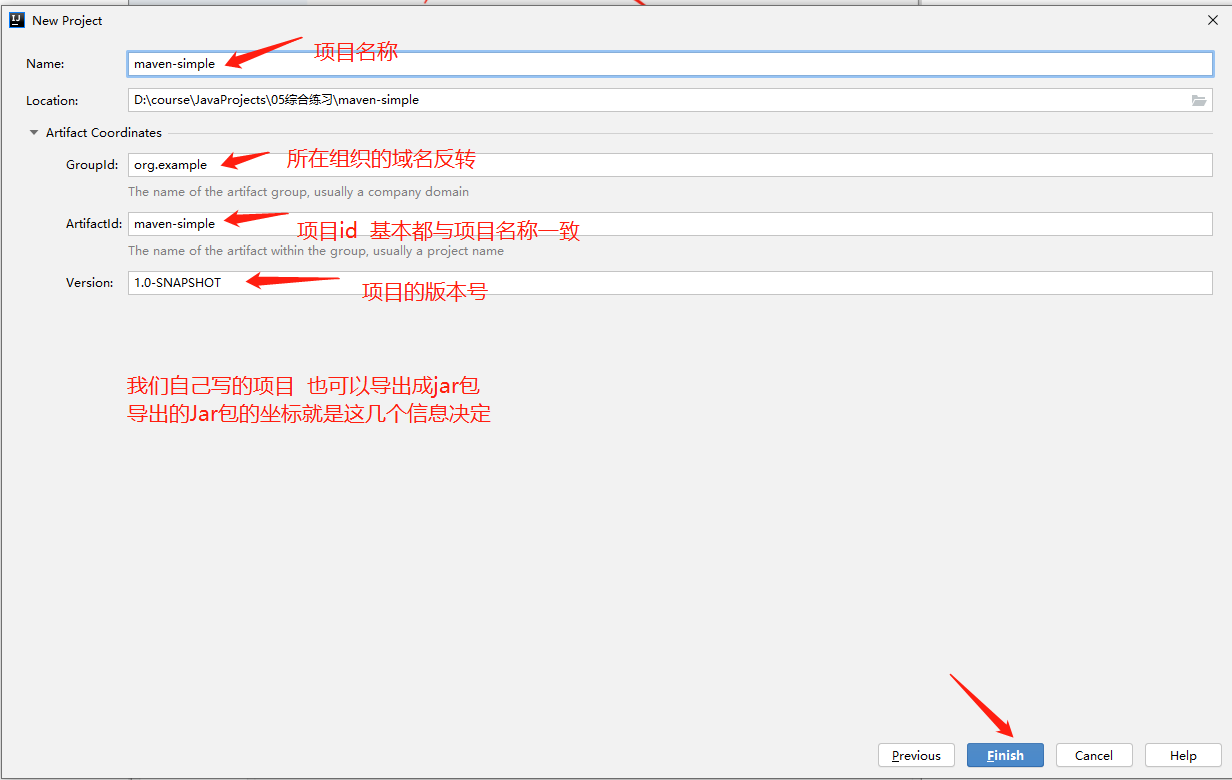 New Project
Name: maven-simple 项目名称
Location: D:\course\JavaProjects\05综合练习\maven-simple
Artifact Coordinates
GroupId: org.example 所在组织的域名反转
The name of the artifact group, usually a company domain
ArtifactId: maven-simple 项目id 基本都与项目名称一致
The name of the artifact within the group, usually a project name
Version: 1.0-SNAPSHOT 项目的版本号
我们自己写的项目 也可以导出成jar包
导出的Jar包的坐标就是这几个信息决定
Previous Finish Cancel Help